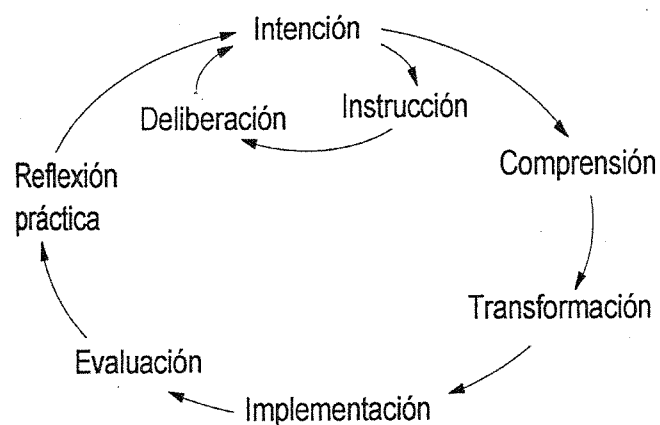 Intención
Instrucción
Deliberación
Comprensión
Reflexión
práctica
Transformación
Evaluación
Implementación